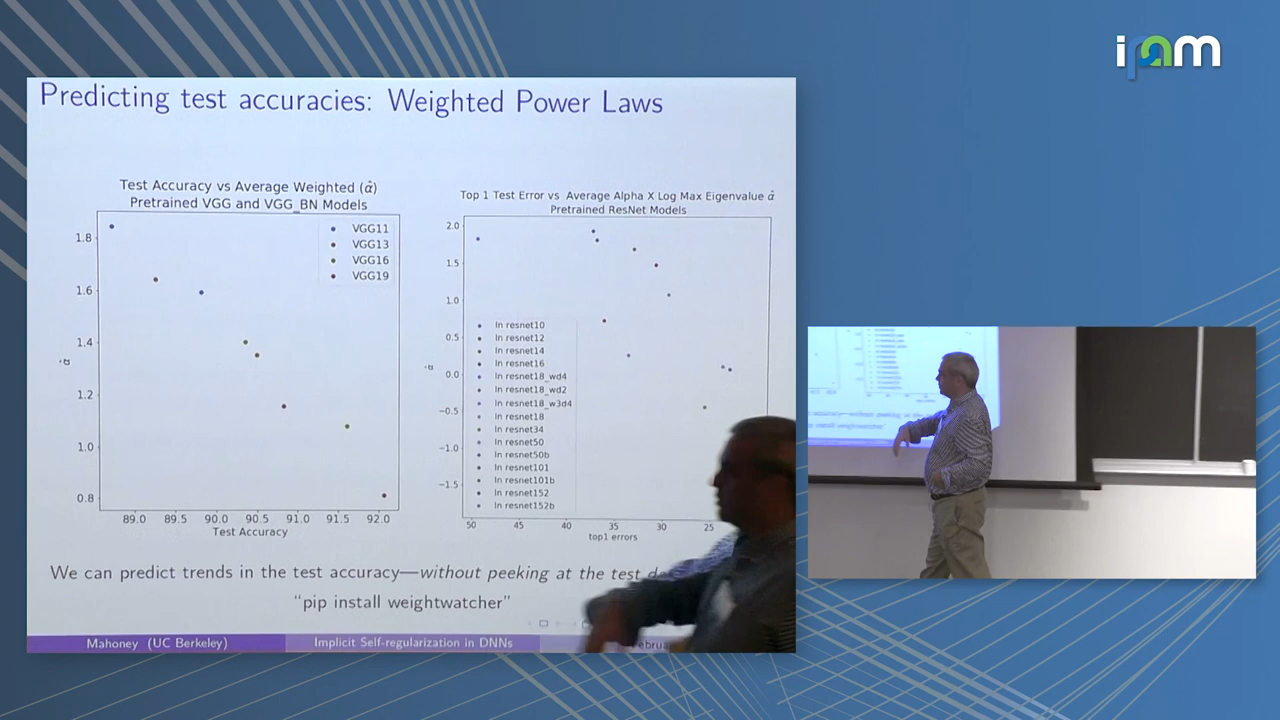 ipam
Predicting test accuracies: Weighted Power Laws
Test Accuracy vs Average Weighted (α̂)
Pretrained VGG and VGG_BN Models
VGG11
VGG13
VGG16
VGG19
1.8
1.6
1.4
1.2
1.0
0.8
α̂
89.0 89.5 90.0 90.5 91.0 91.5 92.0
Test Accuracy
Top 1 Test Error vs Average Alpha X Log Max Eigenvalue α̂
Pretrained ResNet Models
2.0
1.5
1.0
0.5
0.0
−0.5
−1.0
−1.5
α̂
In resnet10
In resnet12
In resnet14
In resnet16
In resnet18_wd4
In resnet18_wd2
In resnet18_w3d4
In resnet18
In resnet34
In resnet50
In resnet50b
In resnet101
In resnet101b
In resnet152
In resnet152b
50 45 40 35 30 25
top1 errors
We can predict trends in the test accuracy—without peeking at the test
"pip install weightwatcher"
Mahoney (UC Berkeley) Implicit Self-regularization in DNNs